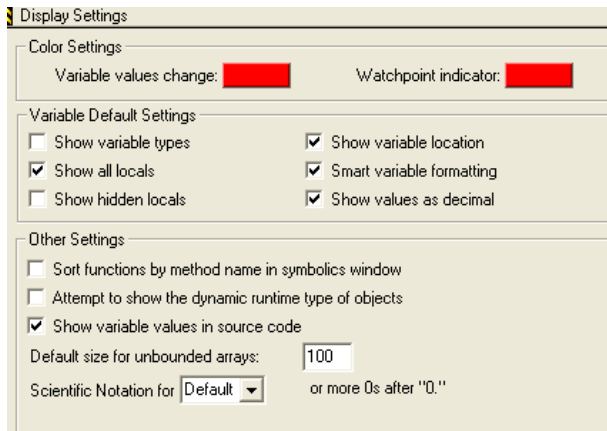 Display Settings
Color Settings
Variable values change: Watchpoint indicator:
Variable Default Settings
Show variable types Show variable location
Show all locals Smart variable formatting
Show hidden locals Show values as decimal
Other Settings
Sort functions by method name in symbolics window
Attempt to show the dynamic runtime type of objects
Show variable values in source code
Default size for unbounded arrays: 100
Scientific Notation for Default or more 0s after "0."